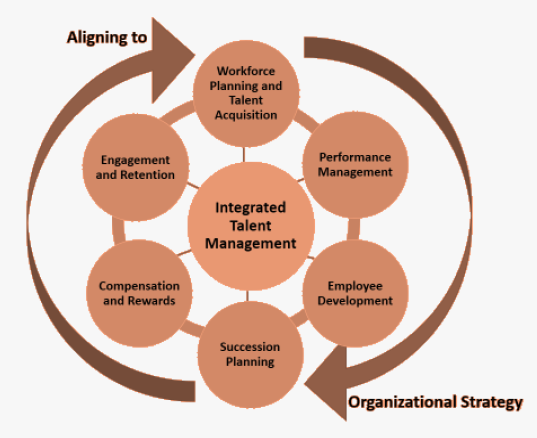 Aligning to
Workforce
Planning and
Talent
Acquisition
Engagement
and Retention
Performance
Management
Integrated
Talent
Management
Compensation
and Rewards
Employee
Development
Succession
Planning
Organizational Strategy